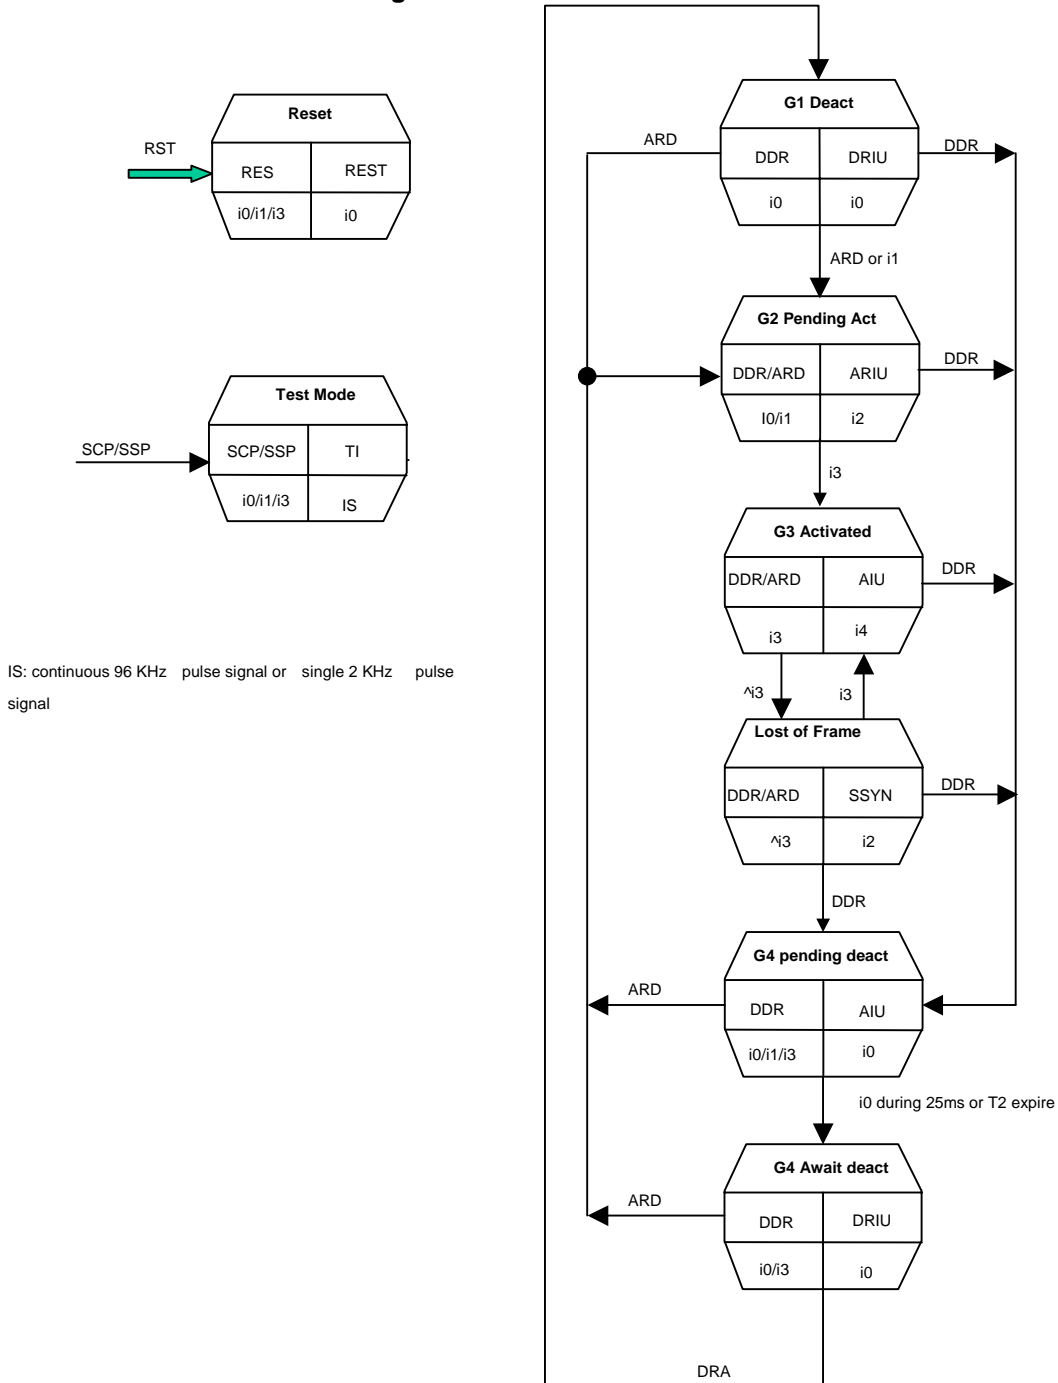 Reset
RST
RES
REST
i0/i1/i3
i0
Test Mode
SCP/SSP
SCP/SSP
TI
i0/i1/i3
IS
IS: continuous 96 KHz pulse signal or single 2 KHz pulse
signal
G1 Deact
ARD
DDR
DRIU
DDR
i0
i0
ARD or i1
G2 Pending Act
DDR/ARD
ARIU
DDR
I0/i1
i2
i3
G3 Activated
DDR/ARD
AIU
DDR
i3
i4
^i3
i3
Lost of Frame
DDR/ARD
SSYN
DDR
^i3
i2
DDR
G4 pending deact
ARD
DDR
AIU
i0/i1/i3
i0
i0 during 25ms or T2 expire
G4 Await deact
ARD
DDR
DRIU
i0/i3
i0
DRA